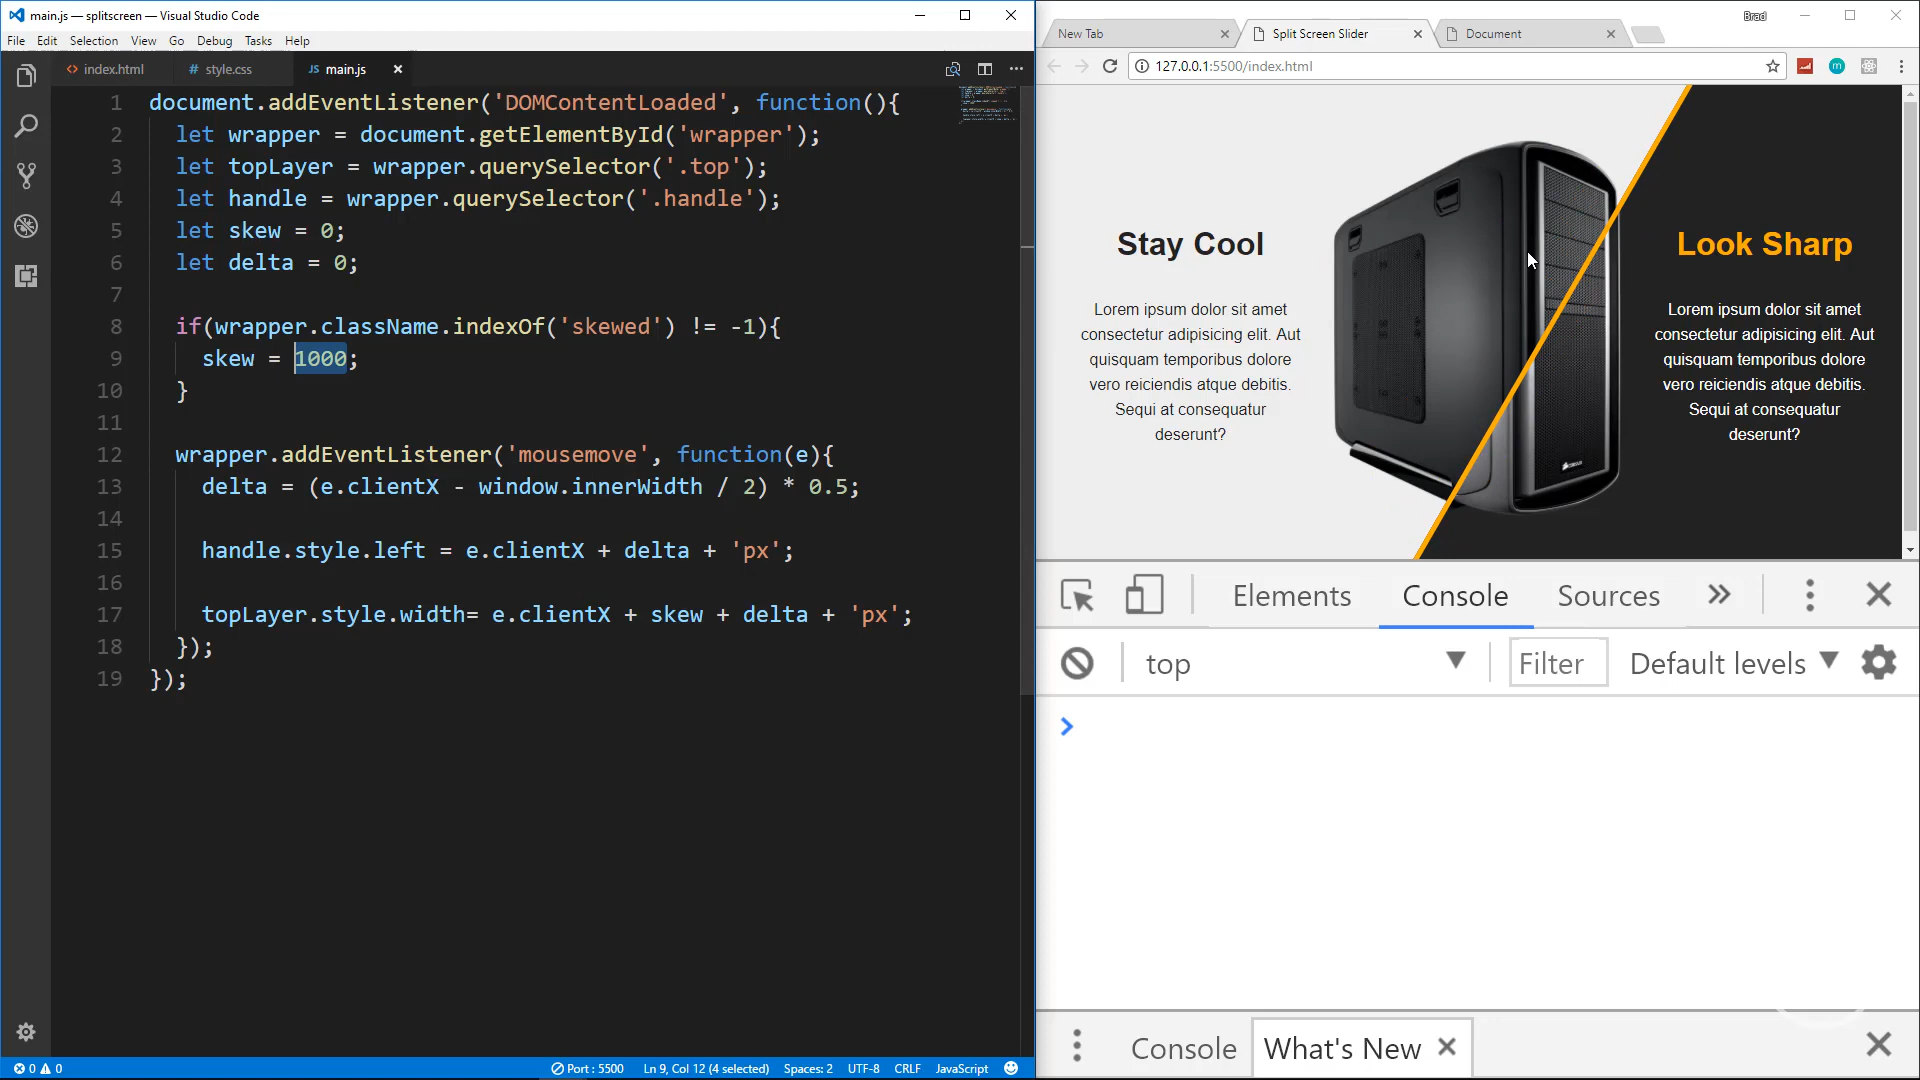 main.js — splitscreen — Visual Studio Code
File Edit Selection View Go Debug Tasks Help
index.html
# style.css
JS main.js
1 document.addEventListener('DOMContentLoaded', function(){
2 let wrapper = document.getElementById('wrapper');
3 let topLayer = wrapper.querySelector('.top');
4 let handle = wrapper.querySelector('.handle');
5 let skew = 0;
6 let delta = 0;
7
8 if(wrapper.className.indexOf('skewed') != -1){
9 skew = 1000;
10 }
11
12 wrapper.addEventListener('mousemove', function(e){
13 delta = (e.clientX - window.innerWidth / 2) * 0.5;
14
15 handle.style.left = e.clientX + delta + 'px';
16
17 topLayer.style.width= e.clientX + skew + delta + 'px';
18 });
19 });
0 0
Port : 5500
Ln 9, Col 12 (4 selected)
Spaces: 2
UTF-8
CRLF
JavaScript
Brad
New Tab
Split Screen Slider
Document
127.0.0.1:5500/index.html
m
Stay Cool
Lorem ipsum dolor sit amet
consectetur adipisicing elit. Aut
quisquam temporibus dolore
vero reiciendis atque debitis.
Sequi at consequatur
deserunt?
Look Sharp
Lorem ipsum dolor sit amet
consectetur adipisicing elit. Aut
quisquam temporibus dolore
vero reiciendis atque debitis.
Sequi at consequatur
deserunt?
Elements Console Sources
top
Filter
Default levels
Console
What's New